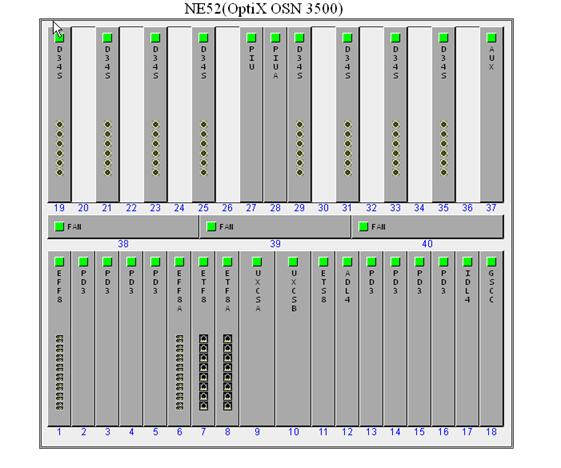 NE52(OptiX OSN 3500)
D34S D34S D34S D34S PIU PIUA D34S D34S D34S D34S AUX
19 20 21 22 23 24 25 26 27 28 29 30 31 32 33 34 35 36 37
FAN FAN FAN
38 39 40
EFF8 PD3 PD3 PD3 PD3 EFF8A ETF8 ETF8A UXCSA UXCSB ETS8 ADL4 PD3 PD3 PD3 PD3 IDL4 GSCC
1 2 3 4 5 6 7 8 9 10 11 12 13 14 15 16 17 18